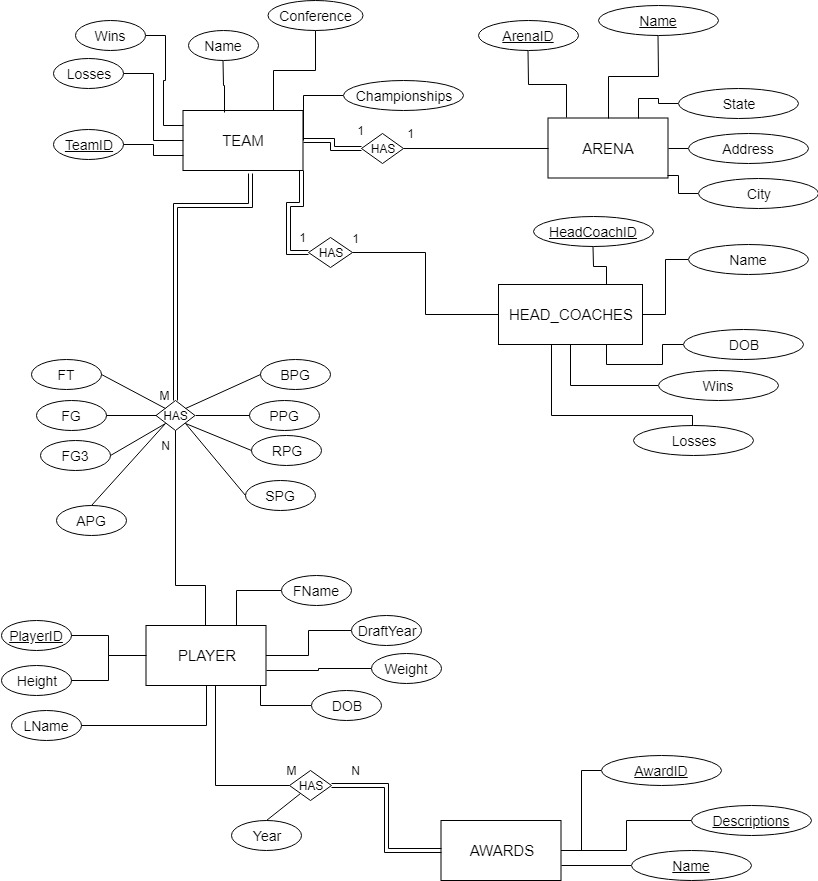 Conference
Name
Wins
Name
ArenaID
Losses
Championships
State
TEAM
1
1
HAS
ARENA
Address
TeamID
City
HeadCoachID
1
1
HAS
Name
HEAD_COACHES
DOB
FT
BPG
Wins
M
FG
HAS
PPG
N
Losses
FG3
RPG
SPG
APG
FName
PlayerID
DraftYear
PLAYER
Height
Weight
LName
DOB
M
N
HAS
AwardID
Year
Descriptions
AWARDS
Name